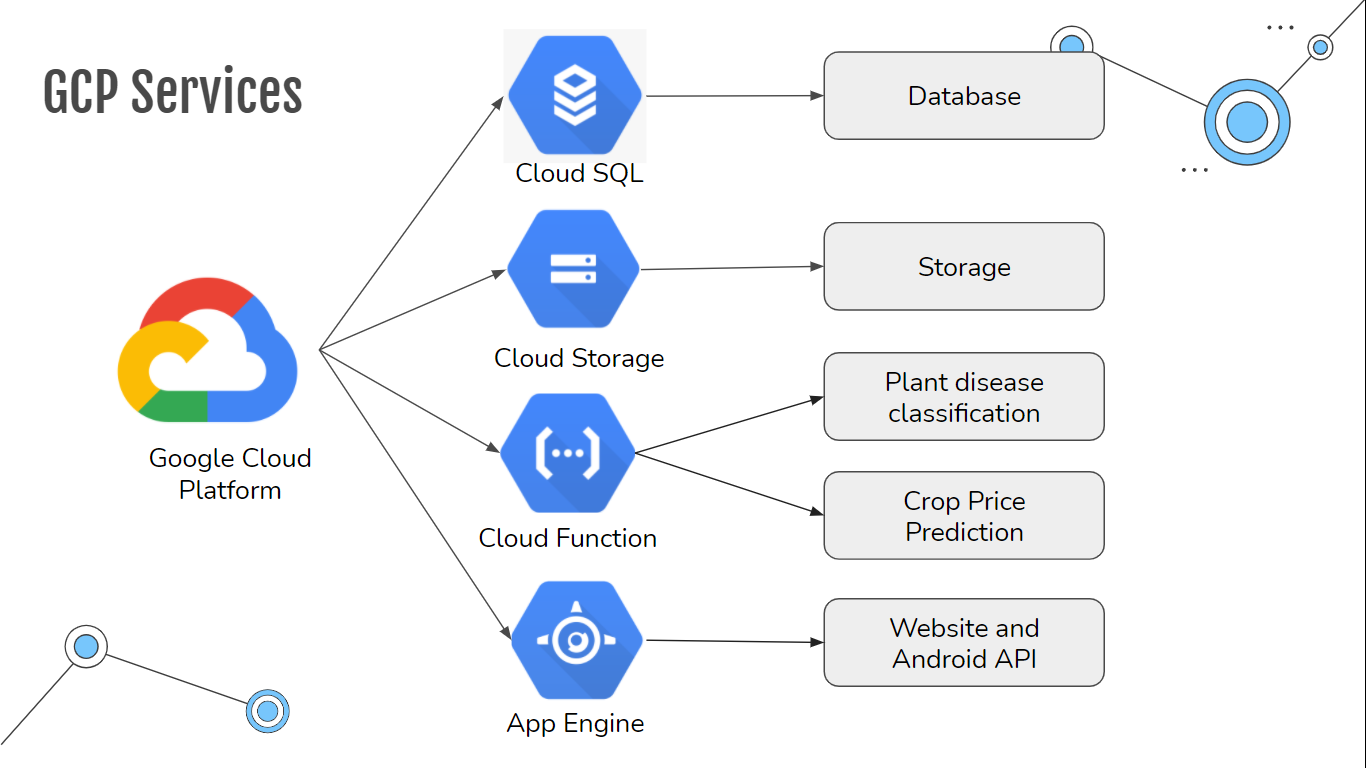 GCP Services
Cloud SQL
Database
Cloud Storage
Storage
Google Cloud
Platform
Cloud Function
Plant disease
classification
Crop Price
Prediction
App Engine
Website and
Android API